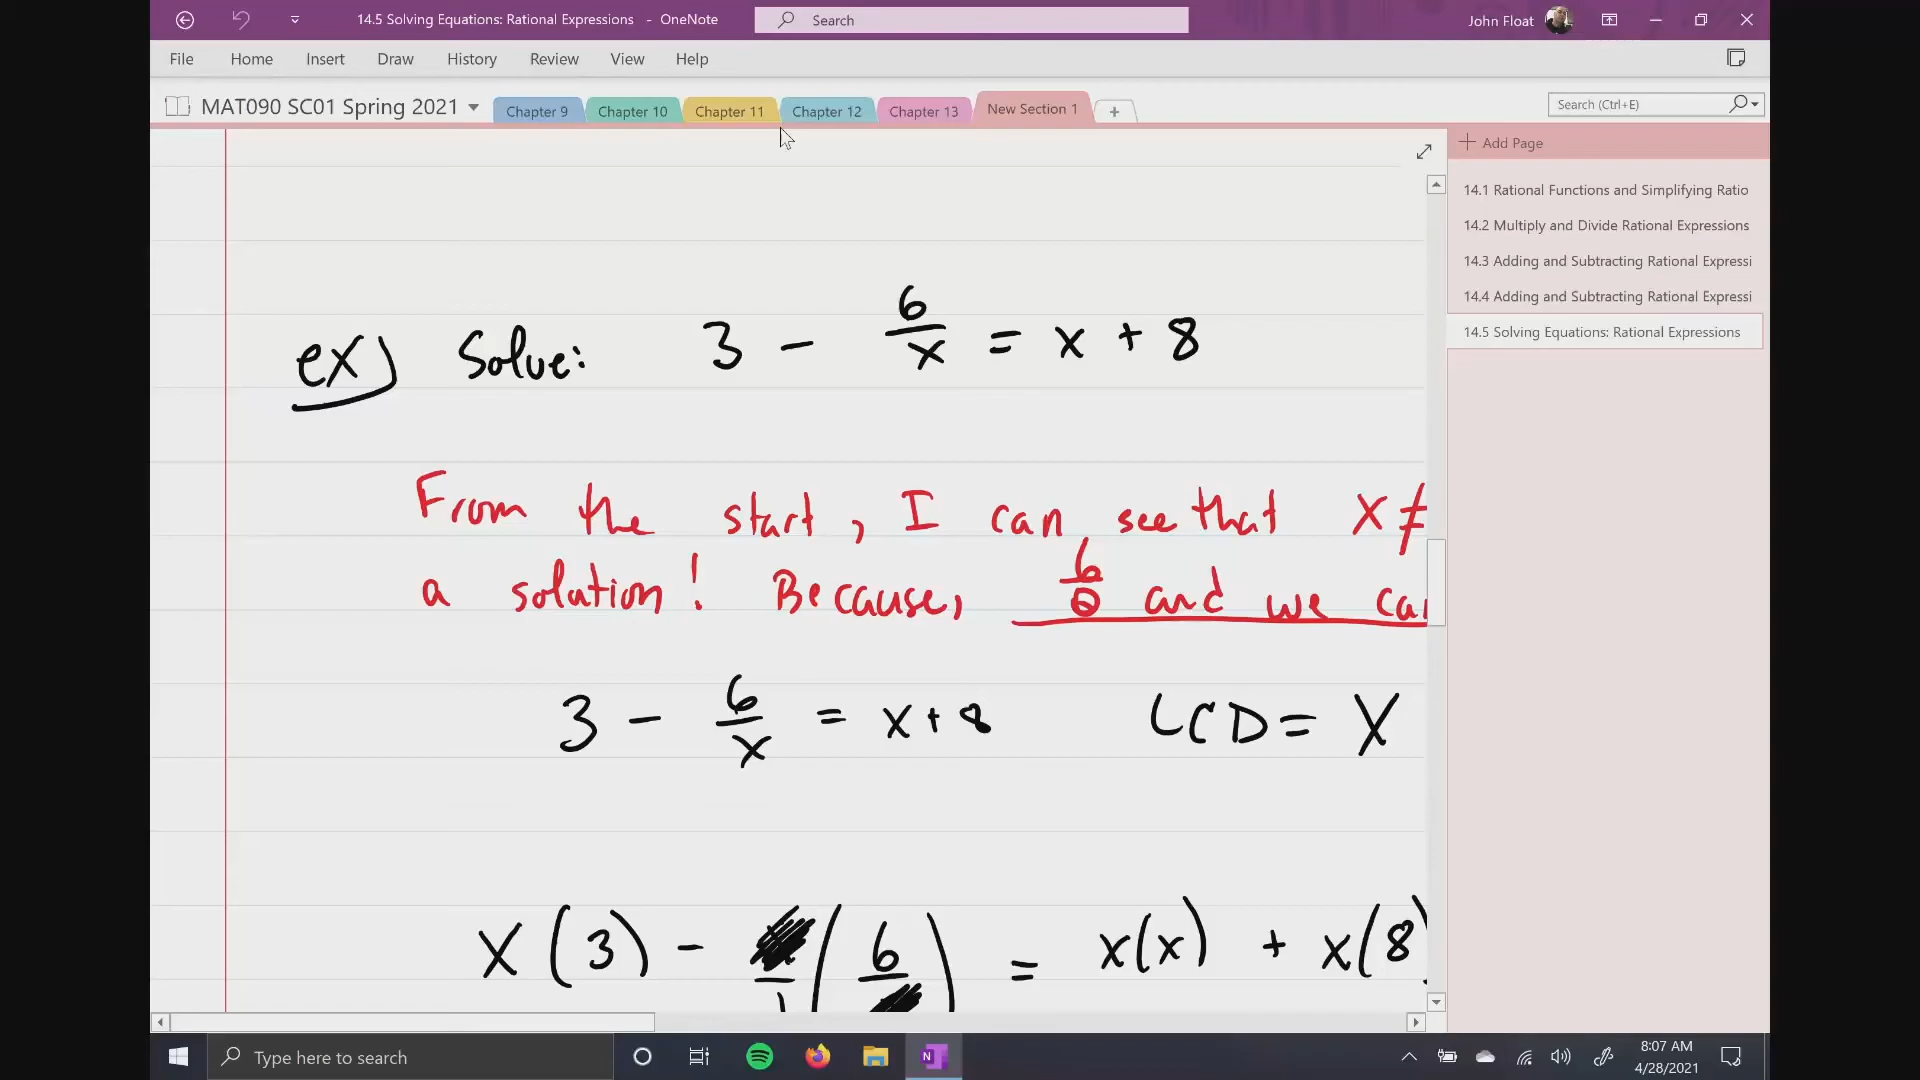 14.5 Solving Equations: Rational Expressions - OneNote
Search
John Float
File Home Insert Draw History Review View Help
MAT090 SC01 Spring 2021
Chapter 9 Chapter 10 Chapter 11 Chapter 12 Chapter 13 New Section 1 +
Search (Ctrl+E)
Add Page
14.1 Rational Functions and Simplifying Ratio
14.2 Multiply and Divide Rational Expressions
14.3 Adding and Subtracting Rational Expressi
14.4 Adding and Subtracting Rational Expressi
14.5 Solving Equations: Rational Expressions
ex) Solve: 3 - 6/x = x + 8
From the start, I can see that x ≠
a solution! Because, 6/0 and we ca
3 - 6/x = x+8 LCD = X
X(3) - /1 (6/ ) = x(x) + x(8)
Type here to search
8:07 AM
4/28/2021